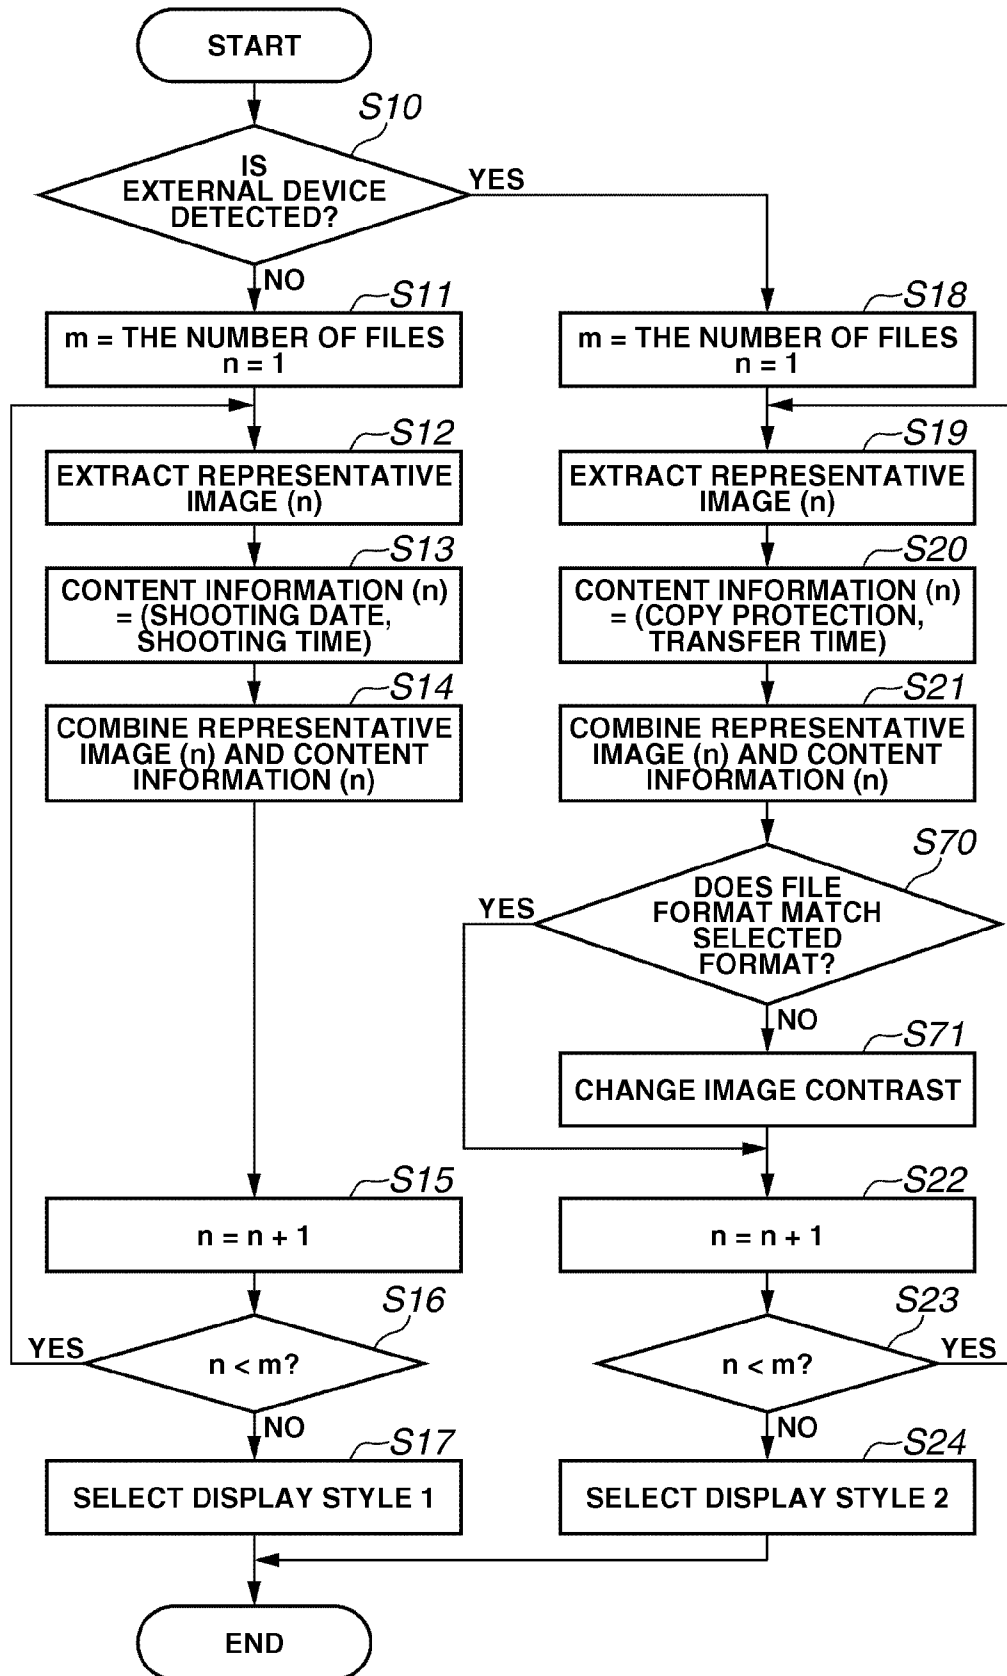 START
S10
IS
EXTERNAL DEVICE
DETECTED?
YES
NO
S11
m = THE NUMBER OF FILES
n = 1
S12
EXTRACT REPRESENTATIVE
IMAGE (n)
S13
CONTENT INFORMATION (n)
= (SHOOTING DATE,
SHOOTING TIME)
S14
COMBINE REPRESENTATIVE
IMAGE (n) AND CONTENT
INFORMATION (n)
S15
n = n + 1
S16
n < m?
YES
NO
S17
SELECT DISPLAY STYLE 1
S18
m = THE NUMBER OF FILES
n = 1
S19
EXTRACT REPRESENTATIVE
IMAGE (n)
S20
CONTENT INFORMATION (n)
= (COPY PROTECTION,
TRANSFER TIME)
S21
COMBINE REPRESENTATIVE
IMAGE (n) AND CONTENT
INFORMATION (n)
S70
DOES FILE
FORMAT MATCH
SELECTED
FORMAT?
YES
NO
S71
CHANGE IMAGE CONTRAST
S22
n = n + 1
S23
n < m?
YES
NO
S24
SELECT DISPLAY STYLE 2
END